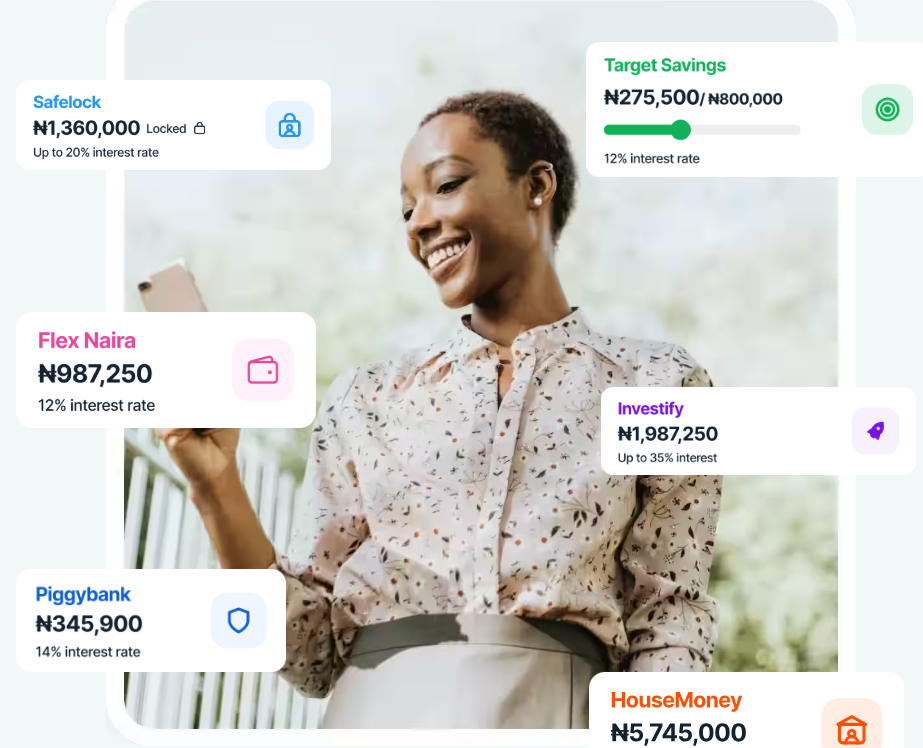 Safelock
₦1,360,000 Locked
Up to 20% interest rate
Target Savings
₦275,500/ ₦800,000
12% interest rate
Flex Naira
₦987,250
12% interest rate
Investify
₦1,987,250
Up to 35% interest
Piggybank
₦345,900
14% interest rate
HouseMoney
₦5,745,000